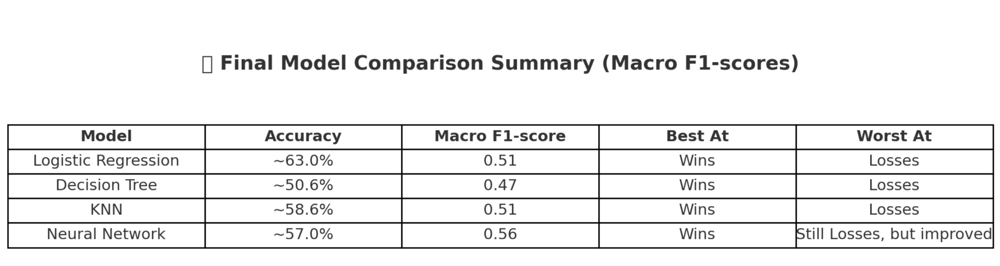 Final Model Comparison Summary (Macro F1-scores)
Model Accuracy Macro F1-score Best At Worst At
Logistic Regression ~63.0% 0.51 Wins Losses
Decision Tree ~50.6% 0.47 Wins Losses
KNN ~58.6% 0.51 Wins Losses
Neural Network ~57.0% 0.56 Wins Still Losses, but improved